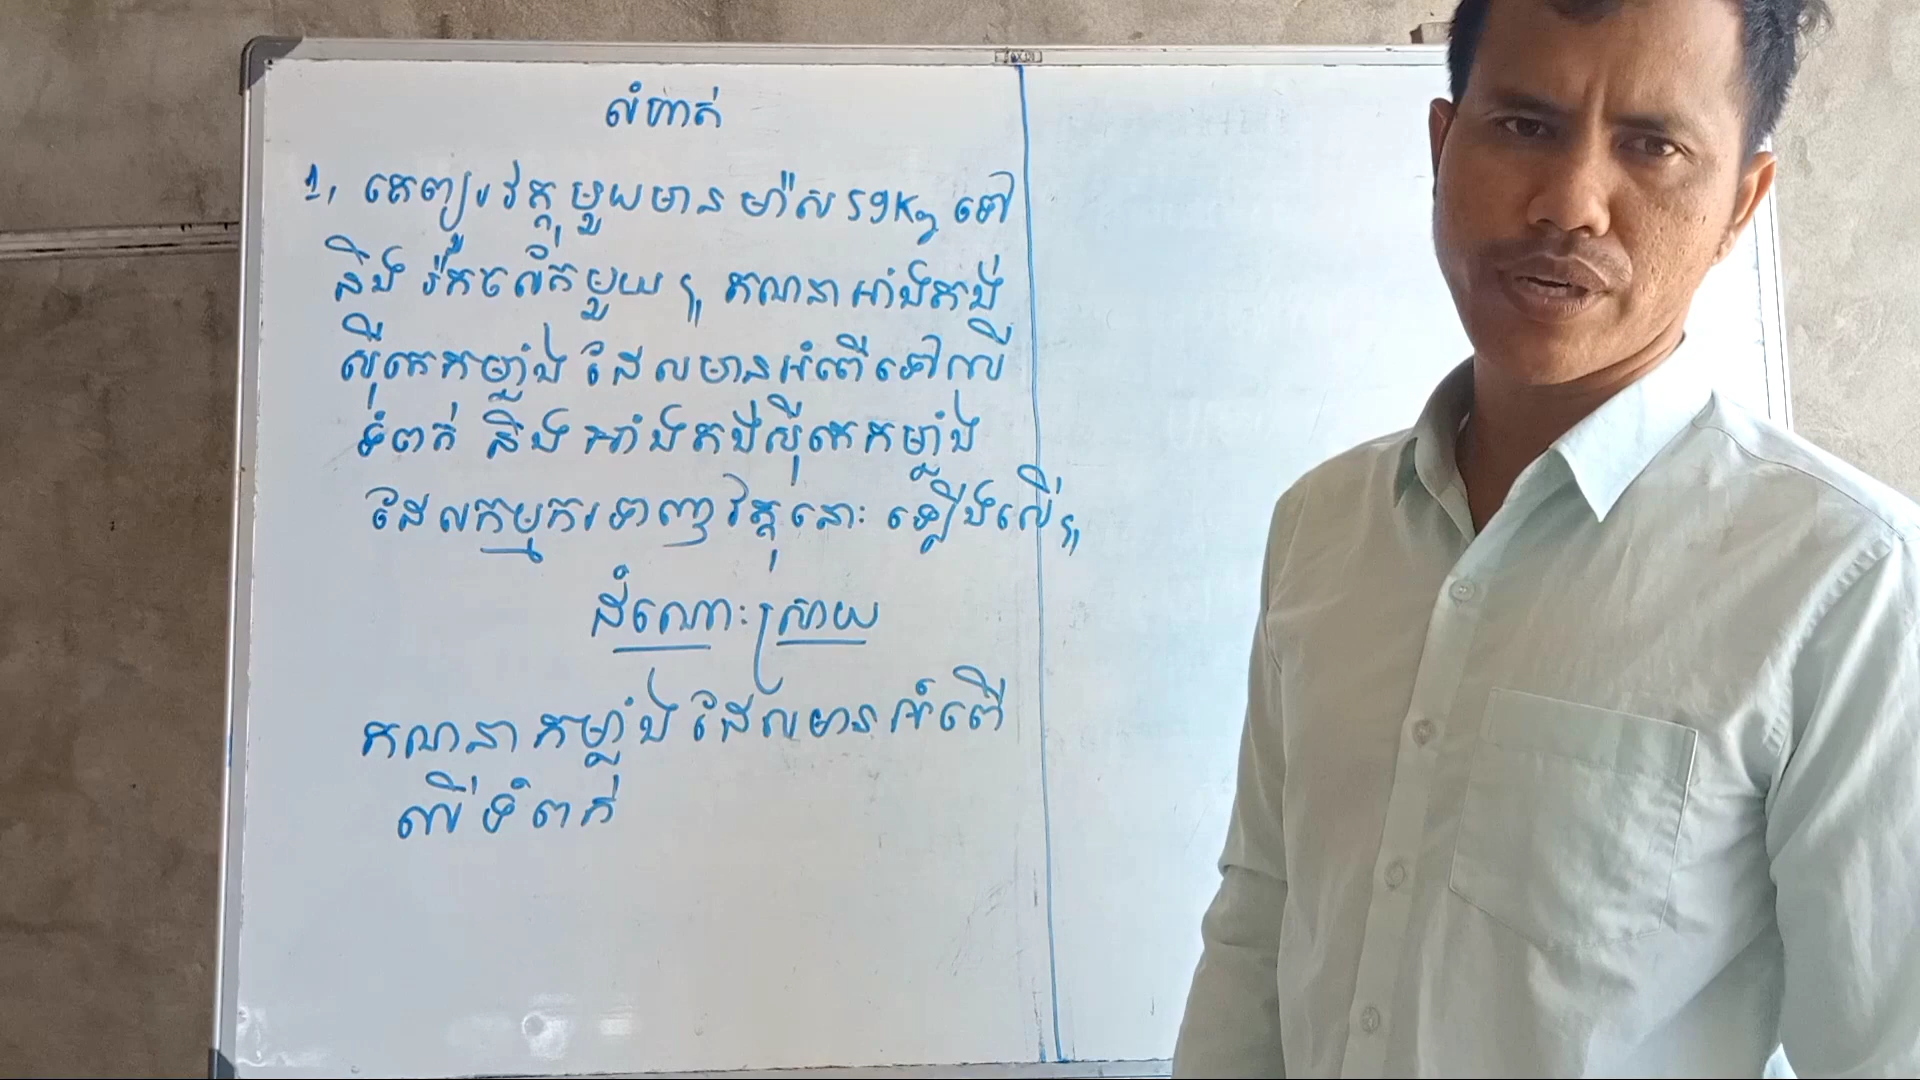 លំហាត់
1, គេព្យួរវត្ថុមួយមានម៉ាស 59Kg ទៅ
នឹង រ៉កចល័តមួយ ។ គណនាអាំងតង់
ស៊ីតេកម្លាំង ដែលមានអំពើទៅលើ
ទំពក់ និង អាំងតង់ស៊ីតេកម្លាំង
ដែលកម្មករទាញ វត្ថុនោះ ឡើងលើ ។
ដំណោះស្រាយ
គណនាកម្លាំង ដែលមានអំពើ
លើទំពក់